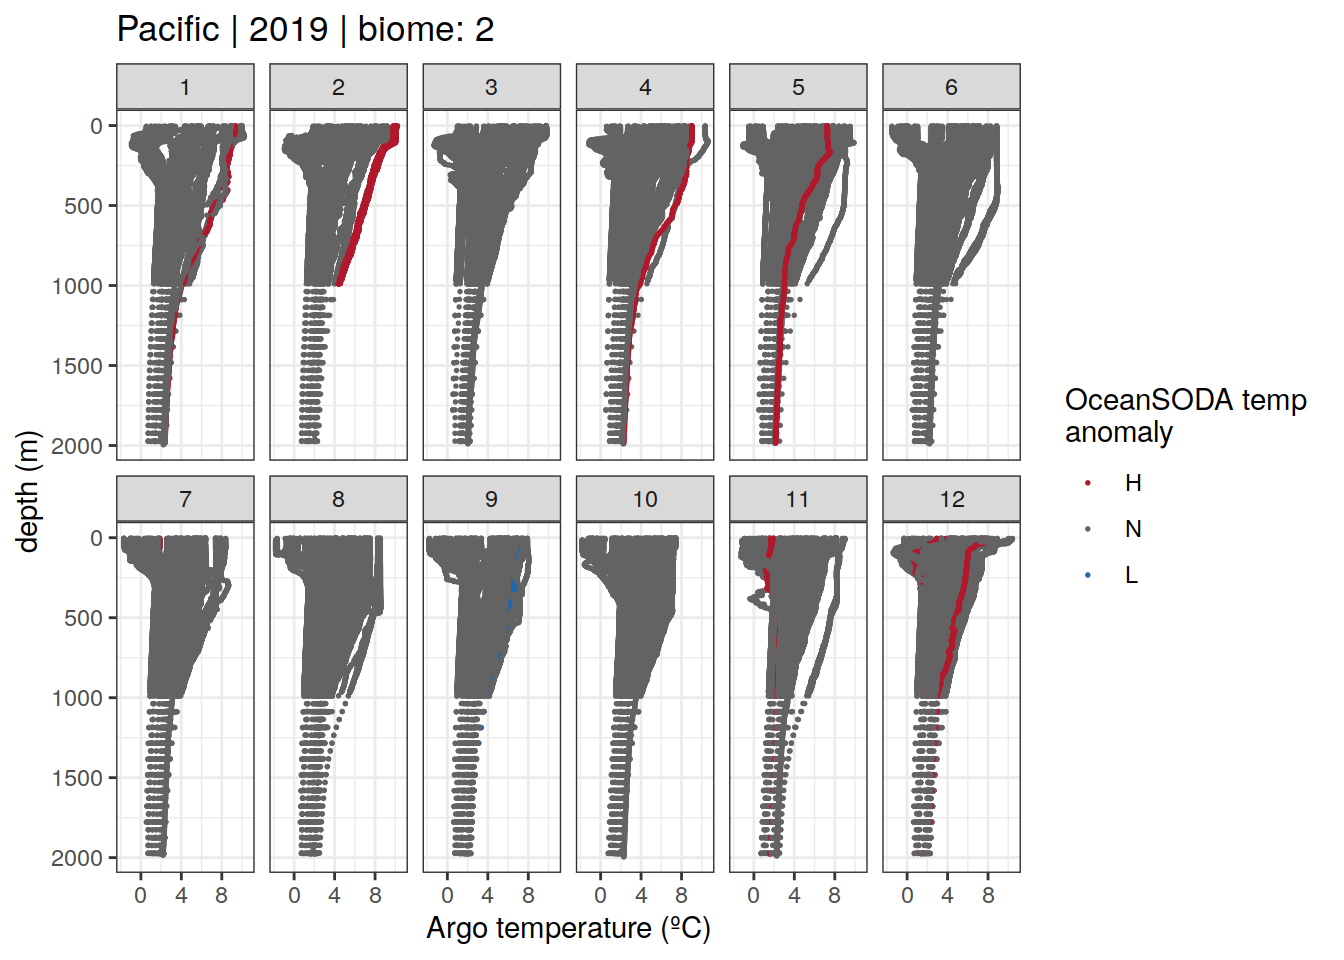 Pacific | 2019 | biome: 2
1 2 3 4 5 6
0
500
1000
1500
2000
7 8 9 10 11 12
0
500
1000
1500
2000
0 4 8 0 4 8 0 4 8 0 4 8 0 4 8 0 4 8
Argo temperature (ºC)
depth (m)
OceanSODA temp
anomaly
H
N
L